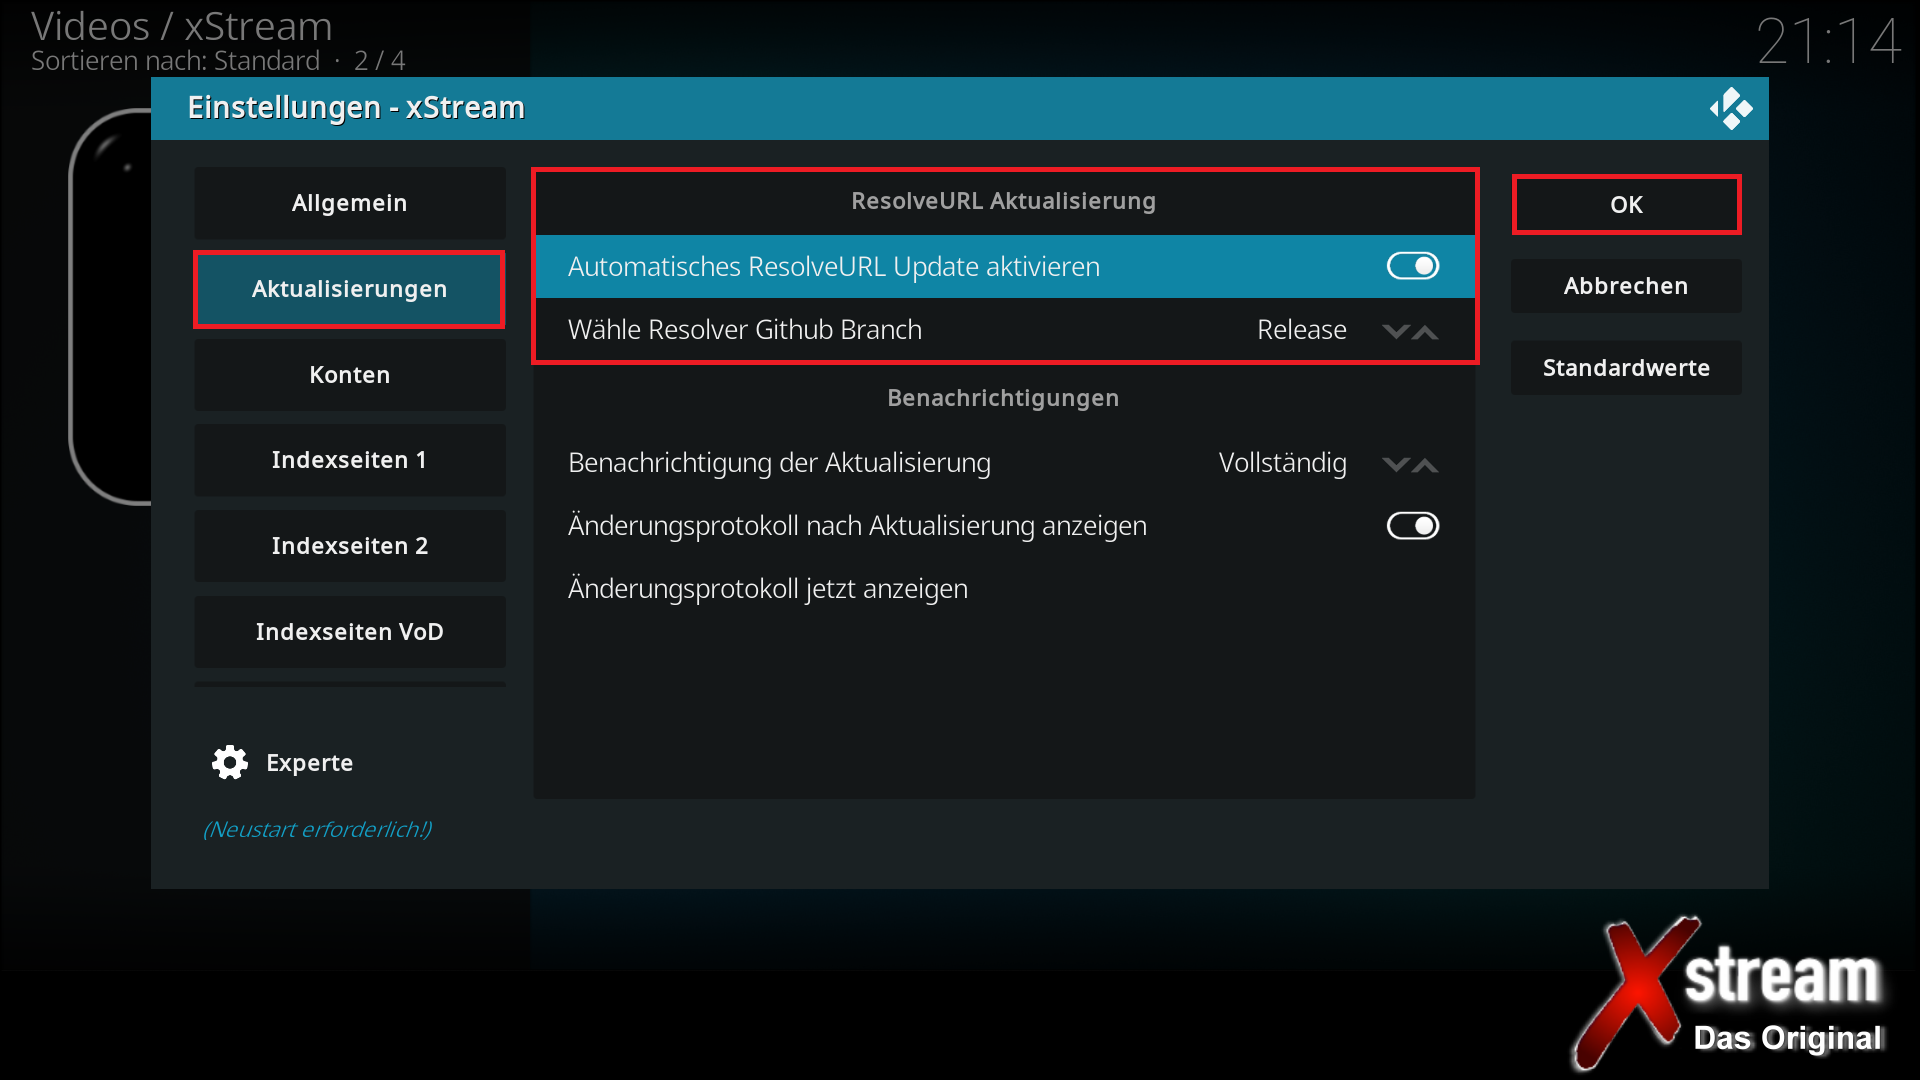 Videos / xStream
Sortieren nach: Standard · 2 / 4
21:14
Einstellungen - xStream
Allgemein
Aktualisierungen
Konten
Indexseiten 1
Indexseiten 2
Indexseiten VoD
Experte
(Neustart erforderlich!)
ResolveURL Aktualisierung
Automatisches ResolveURL Update aktivieren
Wähle Resolver Github Branch Release
Benachrichtigungen
Benachrichtigung der Aktualisierung Vollständig
Änderungsprotokoll nach Aktualisierung anzeigen
Änderungsprotokoll jetzt anzeigen
OK
Abbrechen
Standardwerte
Xstream
Das Original